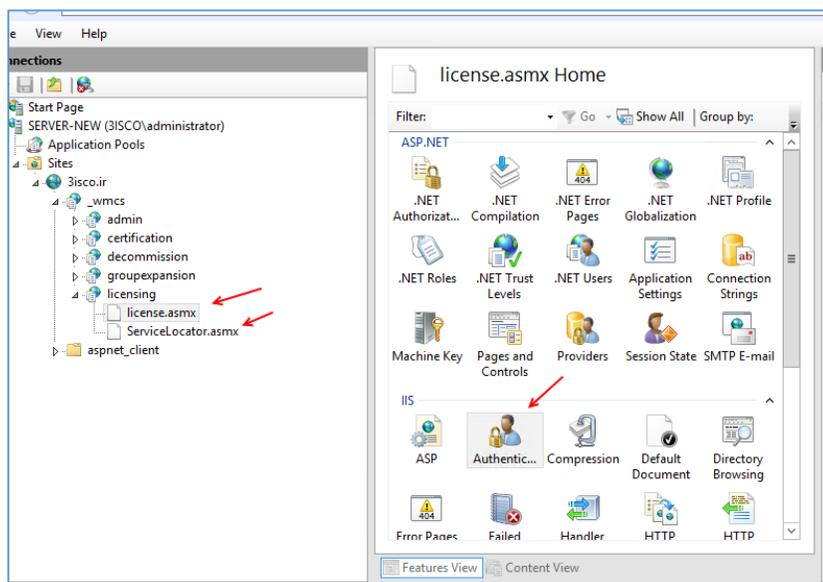 e View Help
nnections
Start Page
SERVER-NEW (3ISCO\administrator)
Application Pools
Sites
3isco.ir
_wmcs
admin
certification
decommission
groupexpansion
licensing
license.asmx
ServiceLocator.asmx
aspnet_client
license.asmx Home
Filter: Go Show All Group by:
ASP.NET
.NET Authorizat...
.NET Compilation
.NET Error Pages
.NET Globalization
.NET Profile
.NET Roles
.NET Trust Levels
.NET Users
Application Settings
Connection Strings
Machine Key
Pages and Controls
Providers
Session State
SMTP E-mail
IIS
ASP
Authentic...
Compression
Default Document
Directory Browsing
Error Pages
Failed
Handler
HTTP
HTTP
Features View Content View